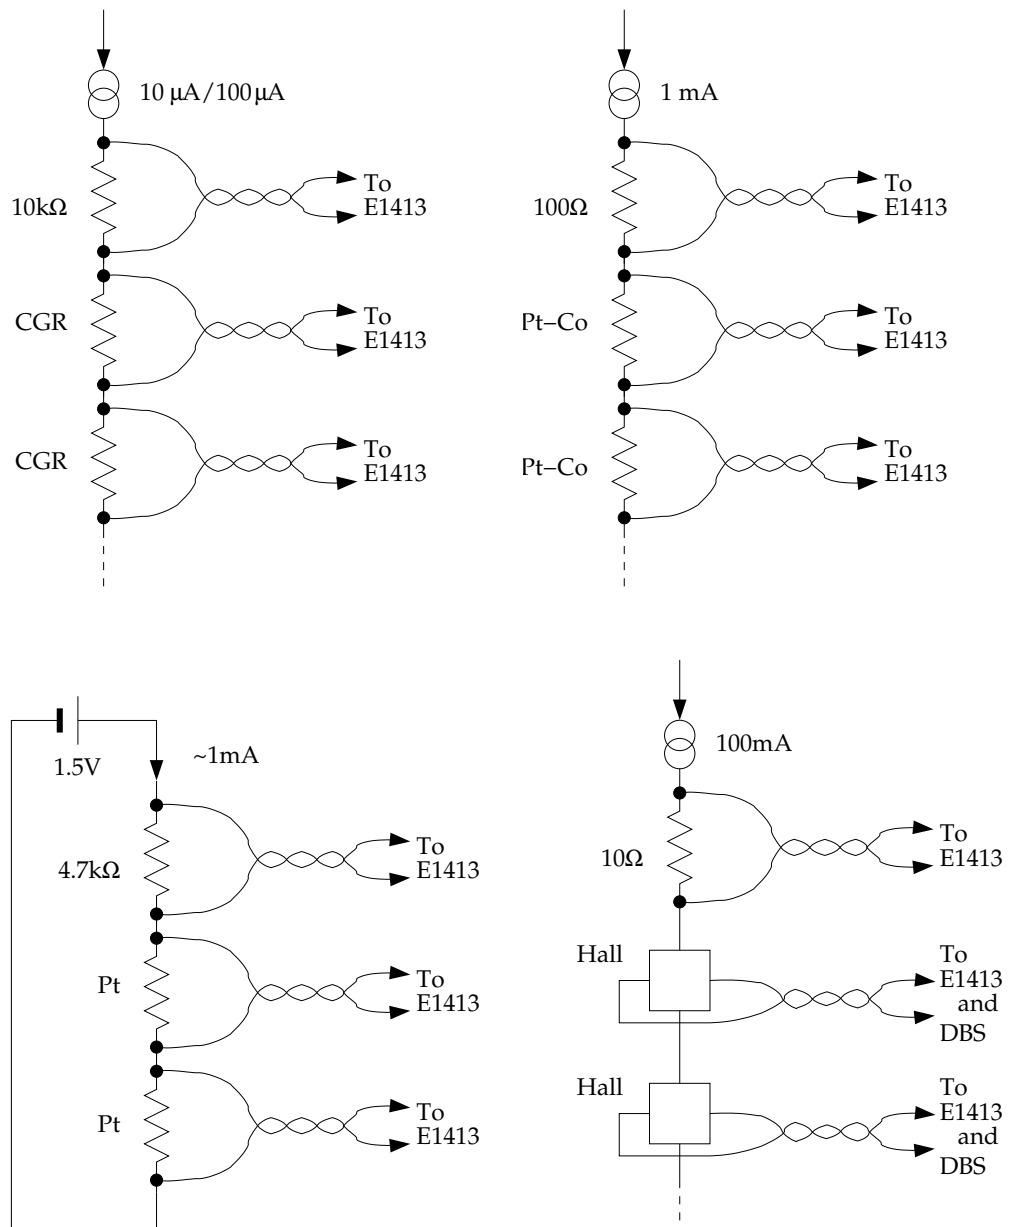 10 µA/100µA
10kΩ
To
E1413
CGR
To
E1413
CGR
To
E1413
1 mA
100Ω
To
E1413
Pt–Co
To
E1413
Pt–Co
To
E1413
1.5V
~1mA
4.7kΩ
To
E1413
Pt
To
E1413
Pt
To
E1413
100mA
10Ω
To
E1413
Hall
To
E1413
and
DBS
Hall
To
E1413
and
DBS